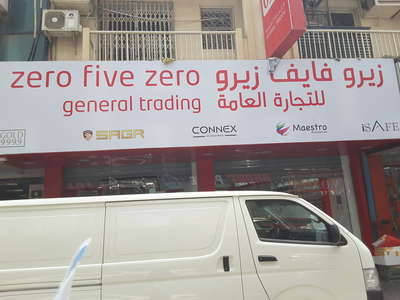 zero five zero زيرو فايف زيرو
general trading للتجارة العامة
GOLD
9999
SAGR
CONNEX
Maestro
iSAFE